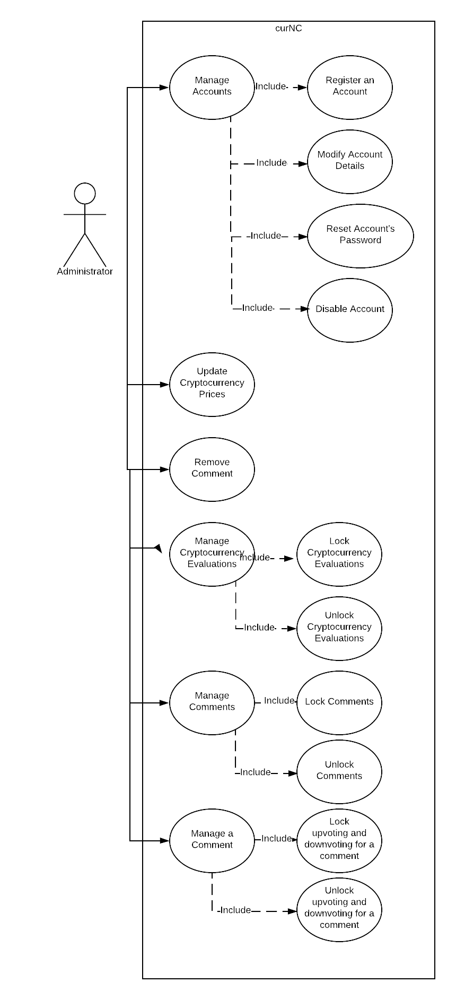 curNC
Manage
Accounts
Include
Register an
Account
Include
Modify Account
Details
Include
Reset Account's
Password
Administrator
Include
Disable Account
Update
Cryptocurrency
Prices
Remove
Comment
Manage
Cryptocurrency
Evaluations
Include
Lock
Cryptocurrency
Evaluations
Include
Unlock
Cryptocurrency
Evaluations
Manage
Comments
Include
Lock Comments
Include
Unlock
Comments
Manage a
Comment
Include
Lock
upvoting and
downvoting for a
comment
Include
Unlock
upvoting and
downvoting for a
comment